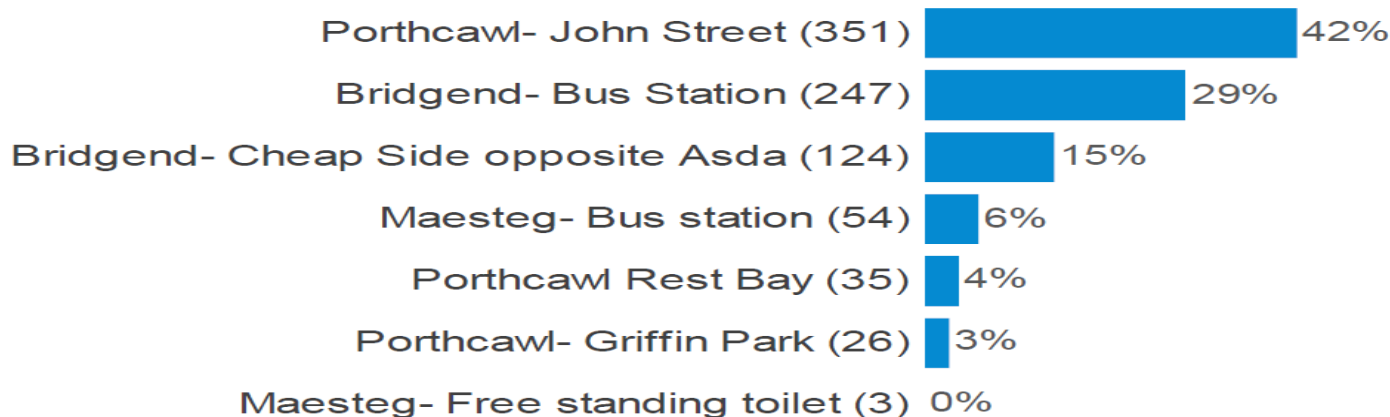 Porthcawl- John Street (351) 42%
Bridgend- Bus Station (247) 29%
Bridgend- Cheap Side opposite Asda (124) 15%
Maesteg- Bus station (54) 6%
Porthcawl Rest Bay (35) 4%
Porthcawl- Griffin Park (26) 3%
Maesteg- Free standing toilet (3) 0%